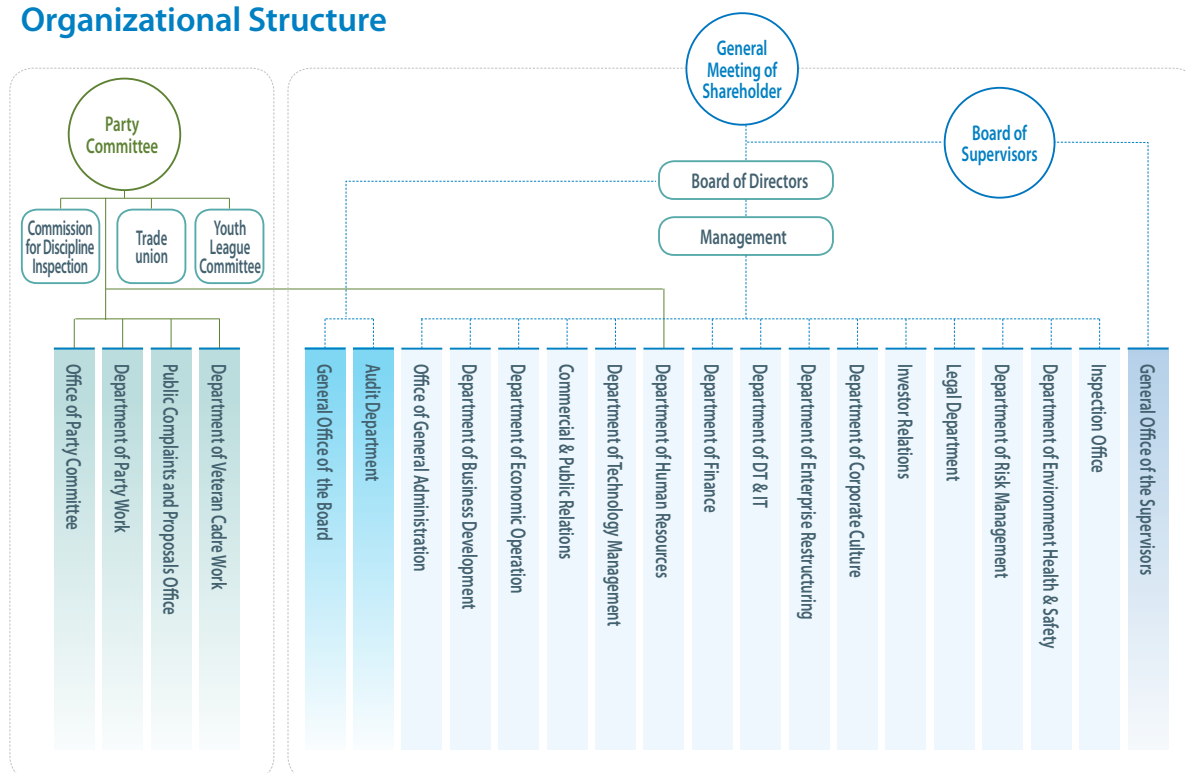 Organizational Structure
General
Meeting of
Shareholder
Party
Committee
Board of
Supervisors
Board of Directors
Management
Commission
for Discipline
Inspection
Trade
union
Youth
League
Committee
Office of Party Committee
Department of Party Work
Public Complaints and Proposals Office
Department of Veteran Cadre Work
General Office of the Board
Audit Department
Office of General Administration
Department of Business Development
Department of Economic Operation
Commercial & Public Relations
Department of Technology Management
Department of Human Resources
Department of Finance
Department of DT & IT
Department of Enterprise Restructuring
Department of Corporate Culture
Investor Relations
Legal Department
Department of Risk Management
Department of Environment Health & Safety
Inspection Office
General Office of the Supervisors